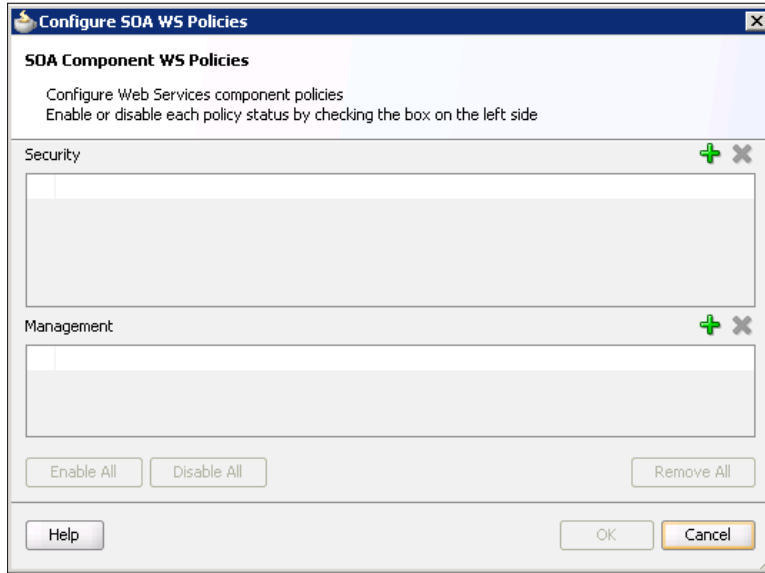 Configure SOA WS Policies
SOA Component WS Policies
Configure Web Services component policies
Enable or disable each policy status by checking the box on the left side
Security
Management
Enable All
Disable All
Remove All
Help
OK
Cancel